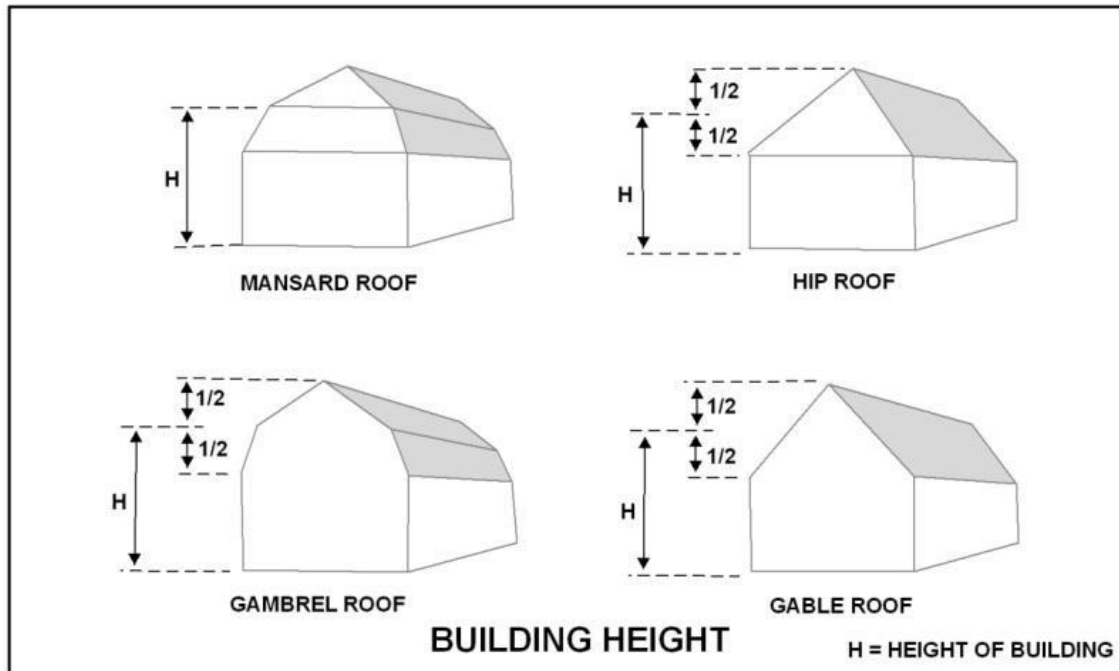 H
MANSARD ROOF
1/2
1/2
H
HIP ROOF
1/2
1/2
H
GAMBREL ROOF
1/2
1/2
H
GABLE ROOF
BUILDING HEIGHT
H = HEIGHT OF BUILDING